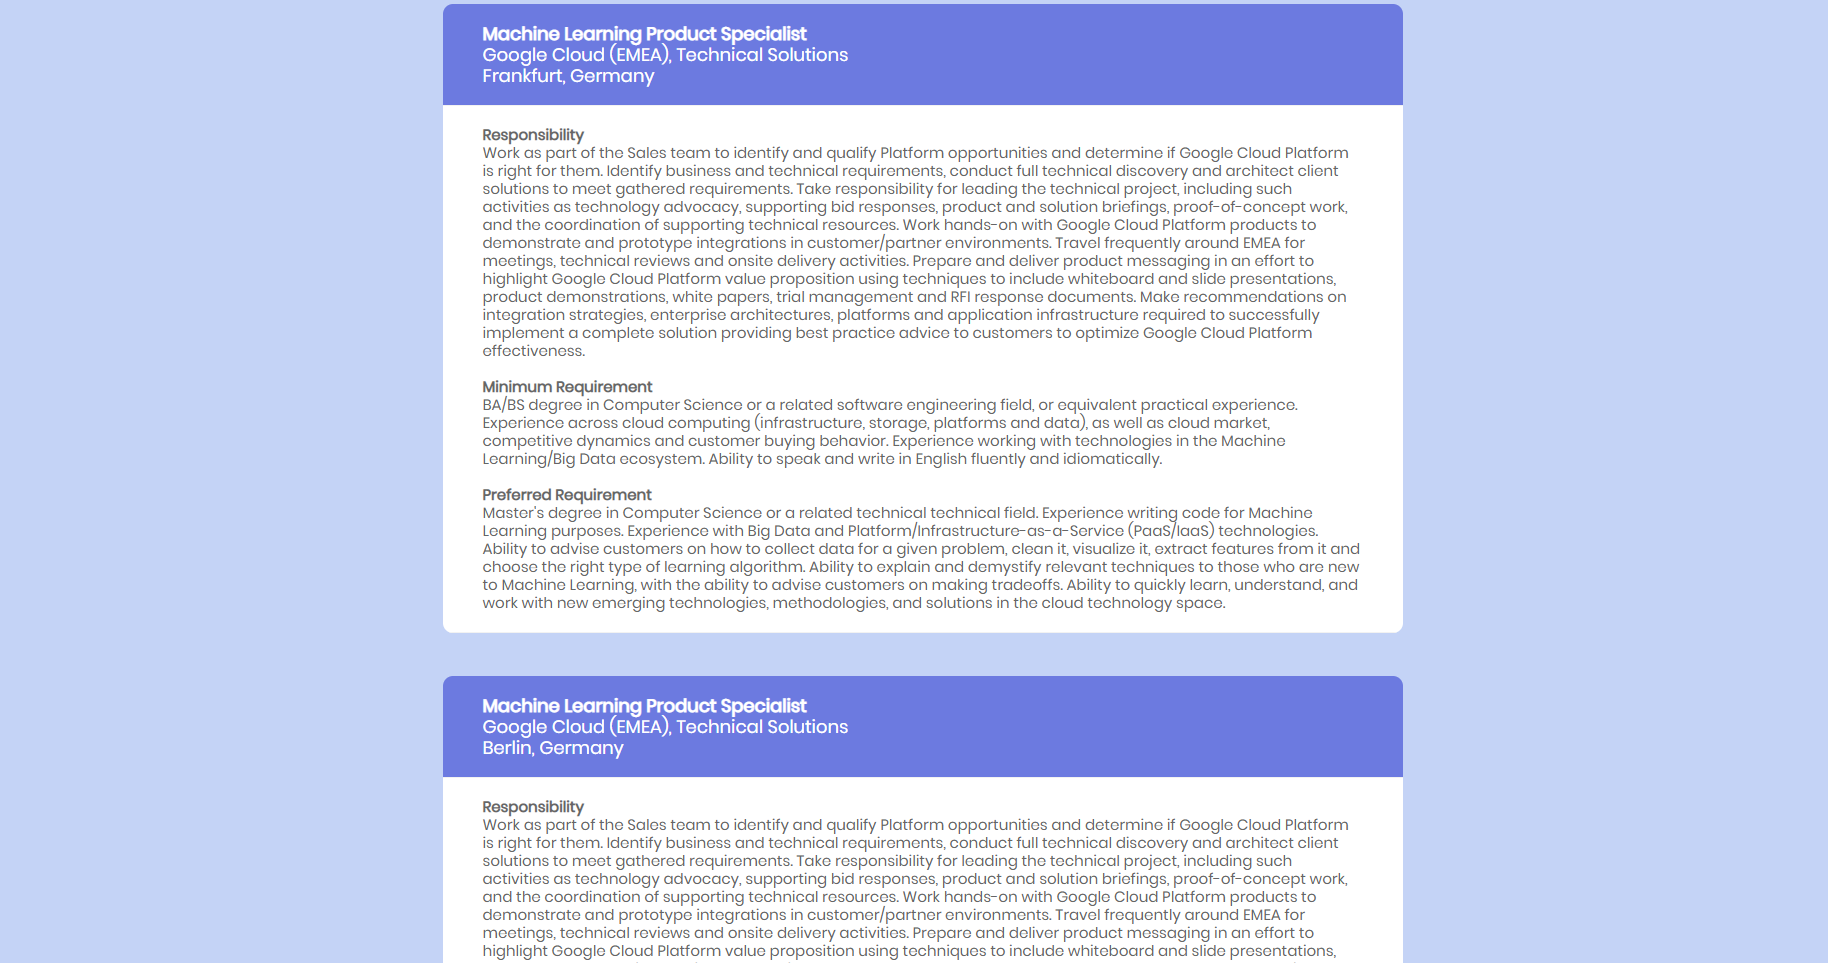 Machine Learning Product Specialist
Google Cloud (EMEA), Technical Solutions
Frankfurt, Germany
Responsibility
Work as part of the Sales team to identify and qualify Platform opportunities and determine if Google Cloud Platform
is right for them. Identify business and technical requirements, conduct full technical discovery and architect client
solutions to meet gathered requirements. Take responsibility for leading the technical project, including such
activities as technology advocacy, supporting bid responses, product and solution briefings, proof-of-concept work,
and the coordination of supporting technical resources. Work hands-on with Google Cloud Platform products to
demonstrate and prototype integrations in customer/partner environments. Travel frequently around EMEA for
meetings, technical reviews and onsite delivery activities. Prepare and deliver product messaging in an effort to
highlight Google Cloud Platform value proposition using techniques to include whiteboard and slide presentations,
product demonstrations, white papers, trial management and RFI response documents. Make recommendations on
integration strategies, enterprise architectures, platforms and application infrastructure required to successfully
implement a complete solution providing best practice advice to customers to optimize Google Cloud Platform
effectiveness.
Minimum Requirement
BA/BS degree in Computer Science or a related software engineering field, or equivalent practical experience.
Experience across cloud computing (infrastructure, storage, platforms and data), as well as cloud market,
competitive dynamics and customer buying behavior. Experience working with technologies in the Machine
Learning/Big Data ecosystem. Ability to speak and write in English fluently and idiomatically.
Preferred Requirement
Master's degree in Computer Science or a related technical technical field. Experience writing code for Machine
Learning purposes. Experience with Big Data and Platform/Infrastructure-as-a-Service (PaaS/IaaS) technologies.
Ability to advise customers on how to collect data for a given problem, clean it, visualize it, extract features from it and
choose the right type of learning algorithm. Ability to explain and demystify relevant techniques to those who are new
to Machine Learning, with the ability to advise customers on making tradeoffs. Ability to quickly learn, understand, and
work with new emerging technologies, methodologies, and solutions in the cloud technology space.
Machine Learning Product Specialist
Google Cloud (EMEA), Technical Solutions
Berlin, Germany
Responsibility
Work as part of the Sales team to identify and qualify Platform opportunities and determine if Google Cloud Platform
is right for them. Identify business and technical requirements, conduct full technical discovery and architect client
solutions to meet gathered requirements. Take responsibility for leading the technical project, including such
activities as technology advocacy, supporting bid responses, product and solution briefings, proof-of-concept work,
and the coordination of supporting technical resources. Work hands-on with Google Cloud Platform products to
demonstrate and prototype integrations in customer/partner environments. Travel frequently around EMEA for
meetings, technical reviews and onsite delivery activities. Prepare and deliver product messaging in an effort to
highlight Google Cloud Platform value proposition using techniques to include whiteboard and slide presentations,